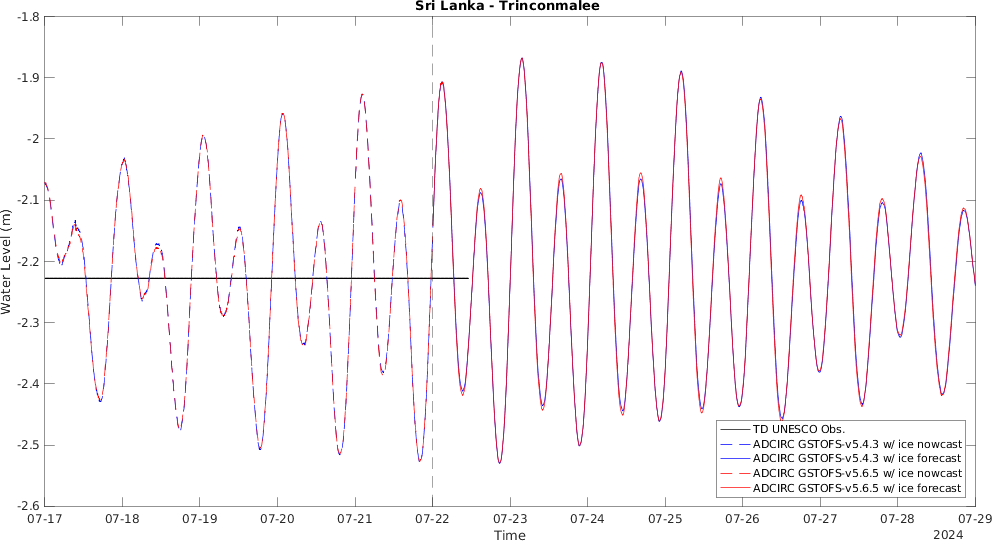 Sri Lanka - Trinconmalee
-1.8
-1.9
-2
-2.1
-2.2
-2.3
-2.4
-2.5
-2.6
Water Level (m)
TD UNESCO Obs.
ADCIRC GSTOFS-v5.4.3 w/ ice nowcast
ADCIRC GSTOFS-v5.4.3 w/ ice forecast
ADCIRC GSTOFS-v5.6.5 w/ ice nowcast
ADCIRC GSTOFS-v5.6.5 w/ ice forecast
07-17 07-18 07-19 07-20 07-21 07-22 07-23 07-24 07-25 07-26 07-27 07-28 07-29
Time
2024